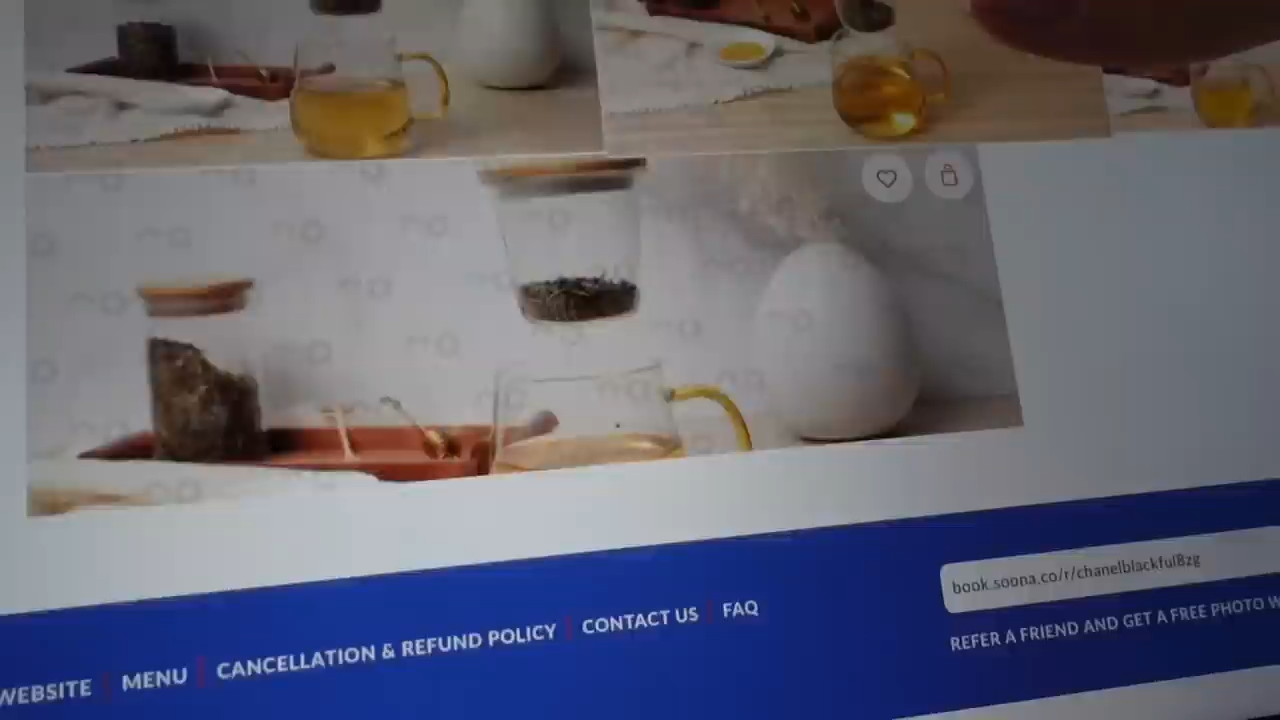 book.soona.co/r/chanelblackful8zg
WEBSITE | MENU | CANCELLATION & REFUND POLICY | CONTACT US | FAQ
REFER A FRIEND AND GET A FREE PHOTO